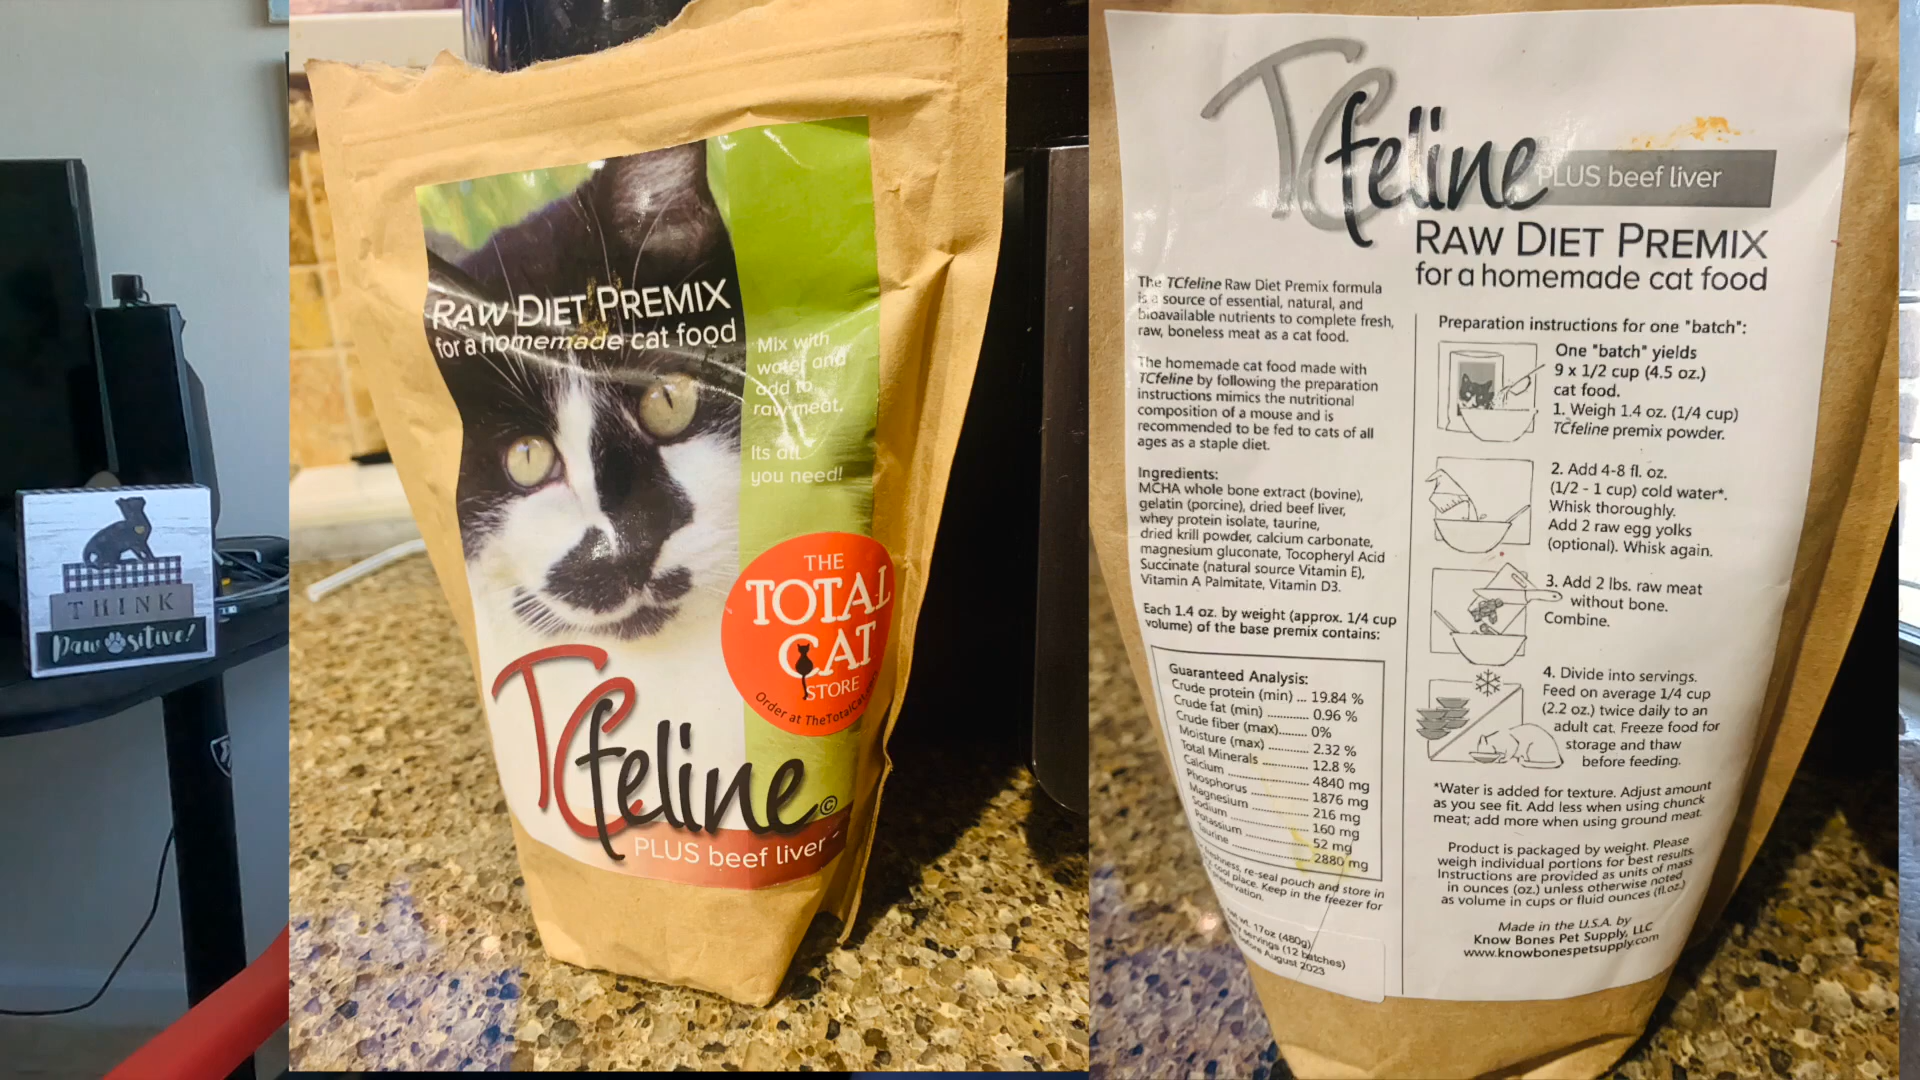 THINK
Pawsitive!
RAW DIET PREMIX
for a homemade cat food
Mix with
water and
add to
raw meat.
Its all
you need!
THE
TOTAL
CAT
STORE
Order at TheTotalCat
TCfeline©
PLUS beef liver
TCfeline
PLUS beef liver
RAW DIET PREMIX
for a homemade cat food
The TCfeline Raw Diet Premix formula
is a source of essential, natural, and
bioavailable nutrients to complete fresh,
raw, boneless meat as a cat food.
The homemade cat food made with
TCfeline by following the preparation
instructions mimics the nutritional
composition of a mouse and is
recommended to be fed to cats of all
ages as a staple diet.
Ingredients:
MCHA whole bone extract (bovine),
gelatin (porcine), dried beef liver,
whey protein isolate, taurine,
dried krill powder, calcium carbonate,
magnesium gluconate, Tocopheryl Acid
Succinate (natural source Vitamin E),
Vitamin A Palmitate, Vitamin D3.
Each 1.4 oz. by weight (approx. 1/4 cup
volume) of the base premix contains:
Guaranteed Analysis:
Crude protein (min) ... 19.84 %
Crude fat (min) ............ 0.96 %
Crude fiber (max)........ 0%
Moisture (max) ............ 2.32 %
Total Minerals .............. 12.8 %
Calcium ........................ 4840 mg
Phosphorus .................. 1876 mg
Magnesium ................... 216 mg
Sodium ......................... 160 mg
Potassium ..................... 52 mg
Taurine ......................... 2880 mg
freshness, re-seal pouch and store in
cool place. Keep in the freezer for
preservation.
wt. 17oz (480g)
servings (12 batches)
before August 2023
Preparation instructions for one "batch":
One "batch" yields
9 x 1/2 cup (4.5 oz.)
cat food.
1. Weigh 1.4 oz. (1/4 cup)
TCfeline premix powder.
2. Add 4-8 fl. oz.
(1/2 - 1 cup) cold water*.
Whisk thoroughly.
Add 2 raw egg yolks
(optional). Whisk again.
3. Add 2 lbs. raw meat
without bone.
Combine.
4. Divide into servings.
Feed on average 1/4 cup
(2.2 oz.) twice daily to an
adult cat. Freeze food for
storage and thaw
before feeding.
*Water is added for texture. Adjust amount
as you see fit. Add less when using chunck
meat; add more when using ground meat.
Product is packaged by weight. Please
weigh individual portions for best results.
Instructions are provided as units of mass
in ounces (oz.) unless otherwise noted
as volume in cups or fluid ounces (fl.oz.)
Made in the U.S.A. by
Know Bones Pet Supply, LLC
www.knowbonespetsupply.com